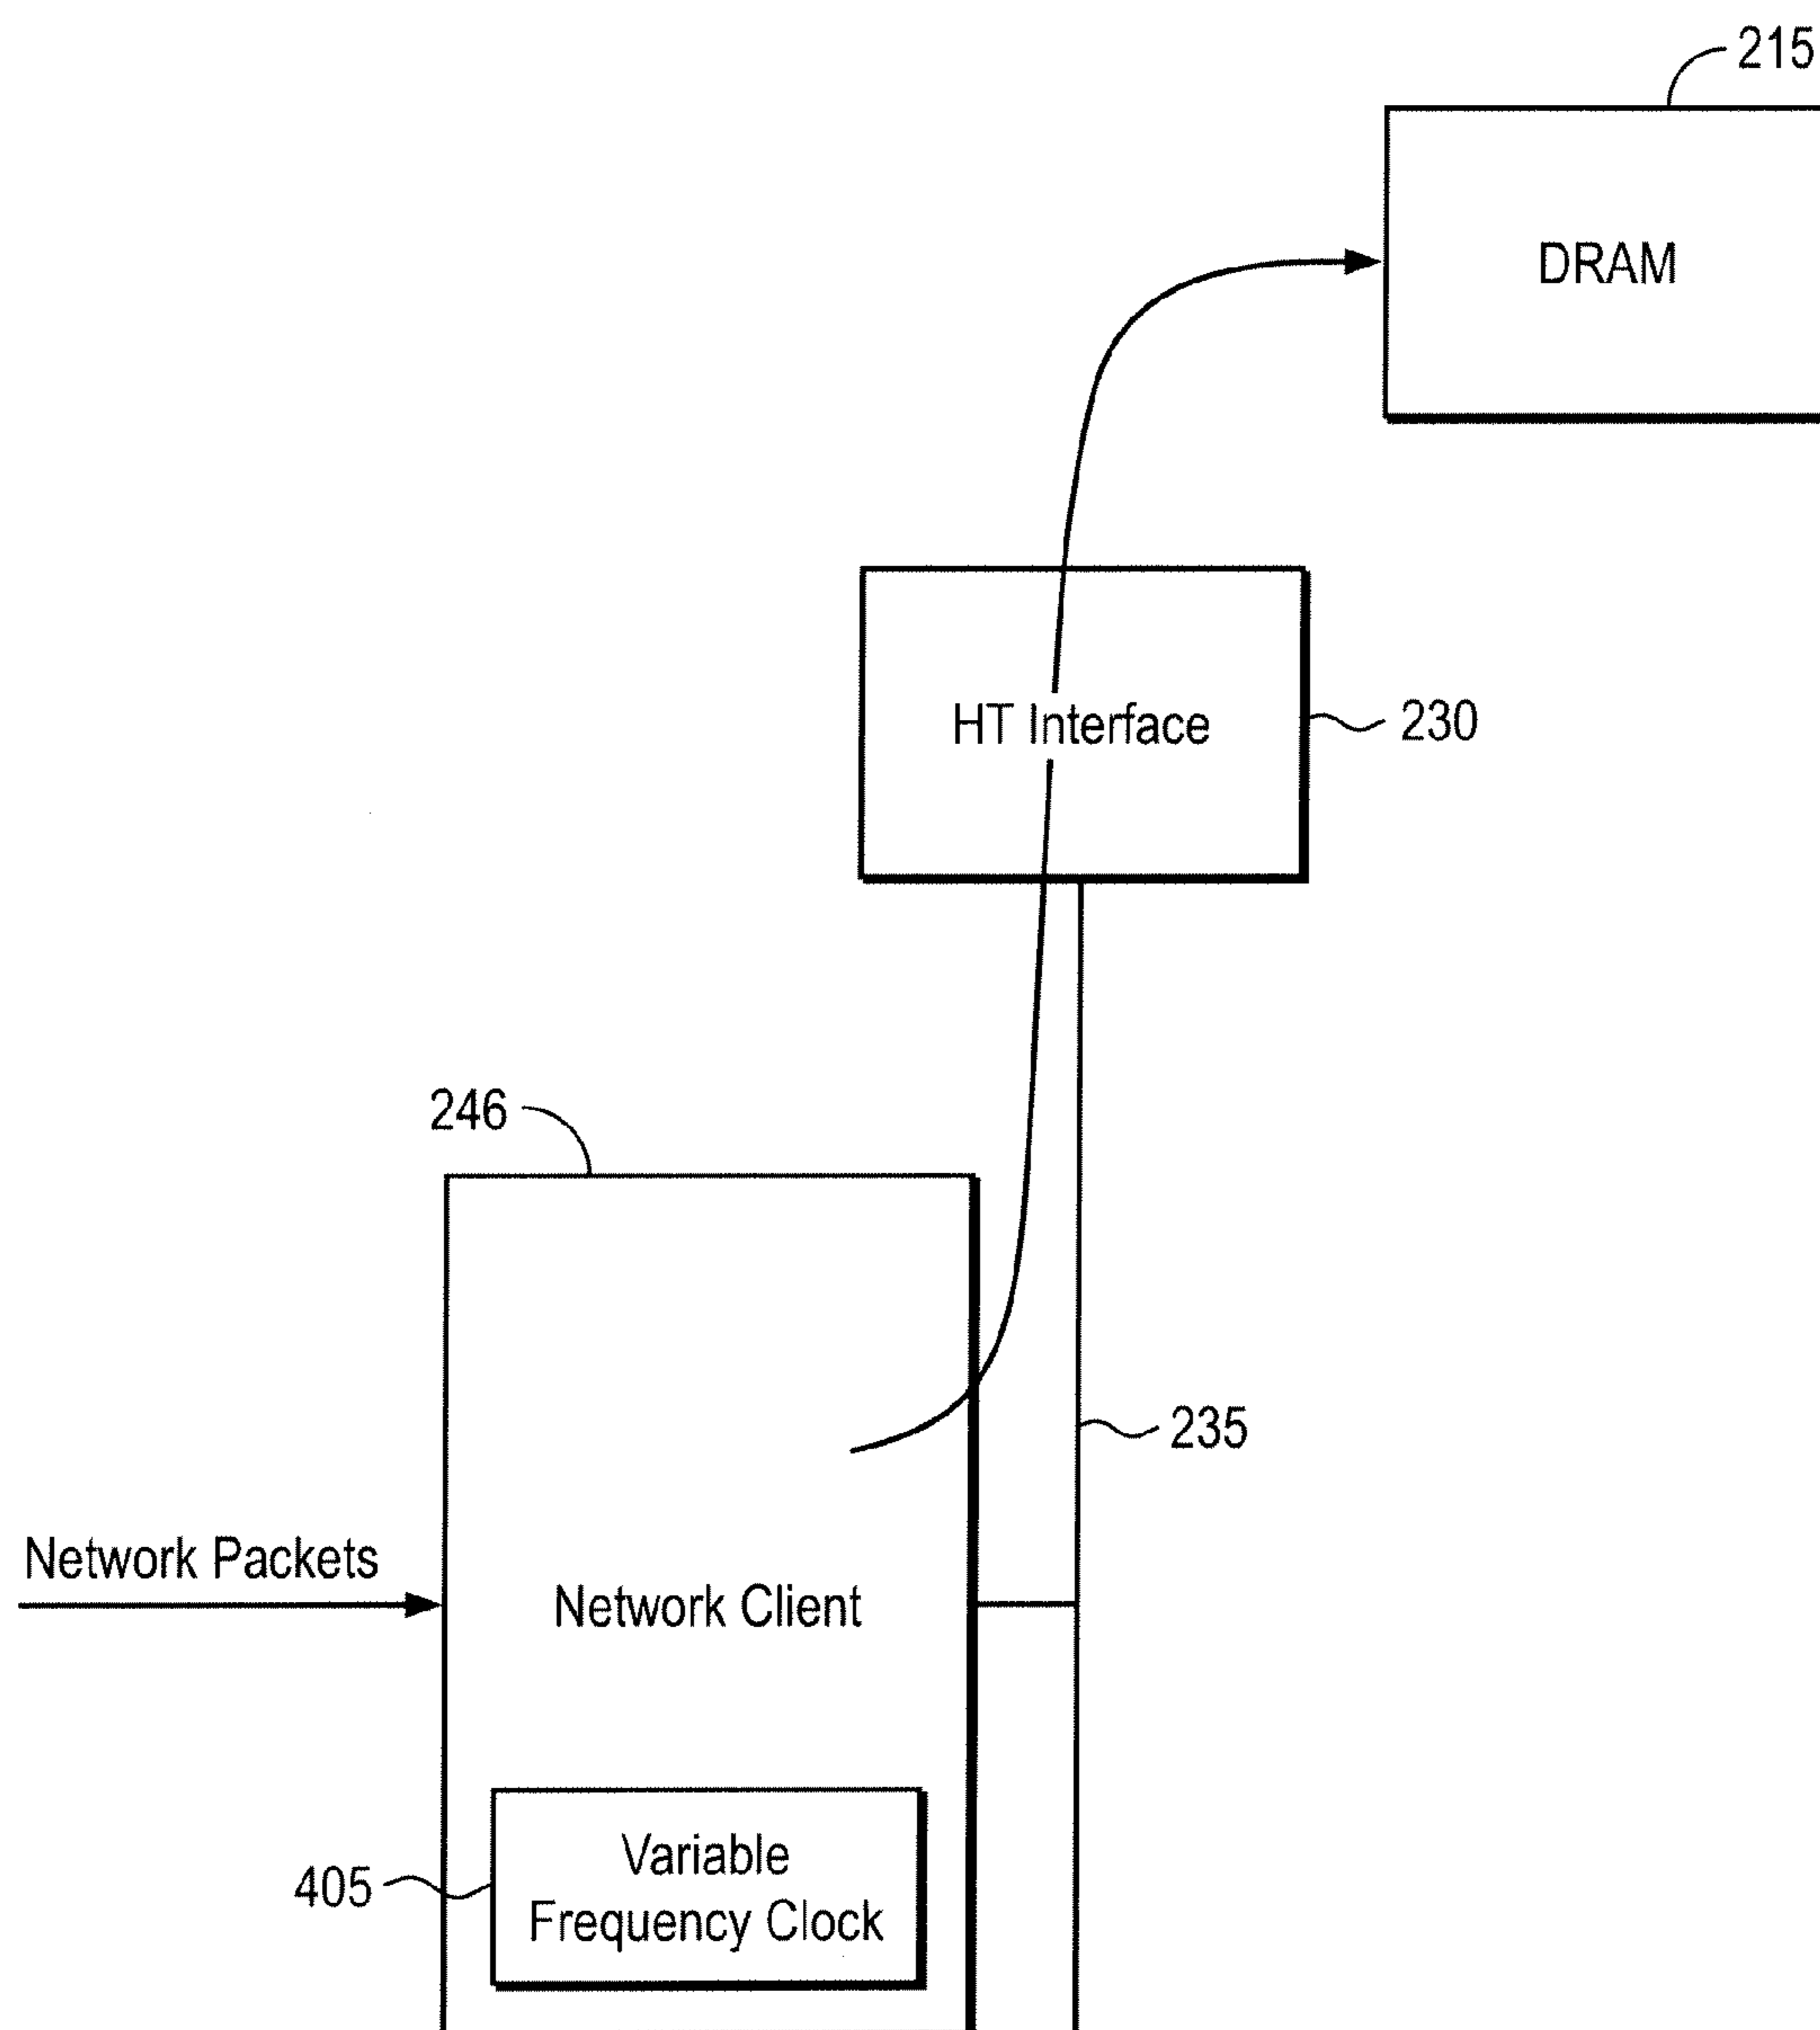 215
DRAM
HT Interface
230
246
235
Network Packets
Network Client
Variable
405
Frequency Clock